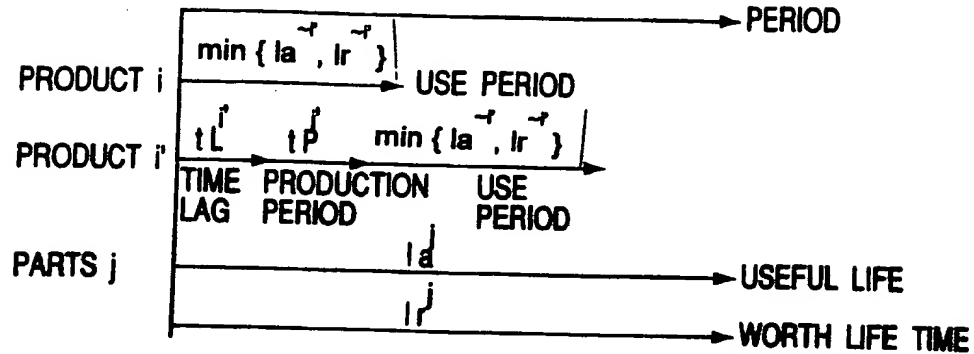 PERIOD
min { la ~i' , lr ~i' }
PRODUCT i
USE PERIOD
tL i' tP i' min { la ~i' , lr ~i' }
PRODUCT i'
TIME LAG
PRODUCTION PERIOD
USE PERIOD
la j
PARTS j
USEFUL LIFE
lr j
WORTH LIFE TIME